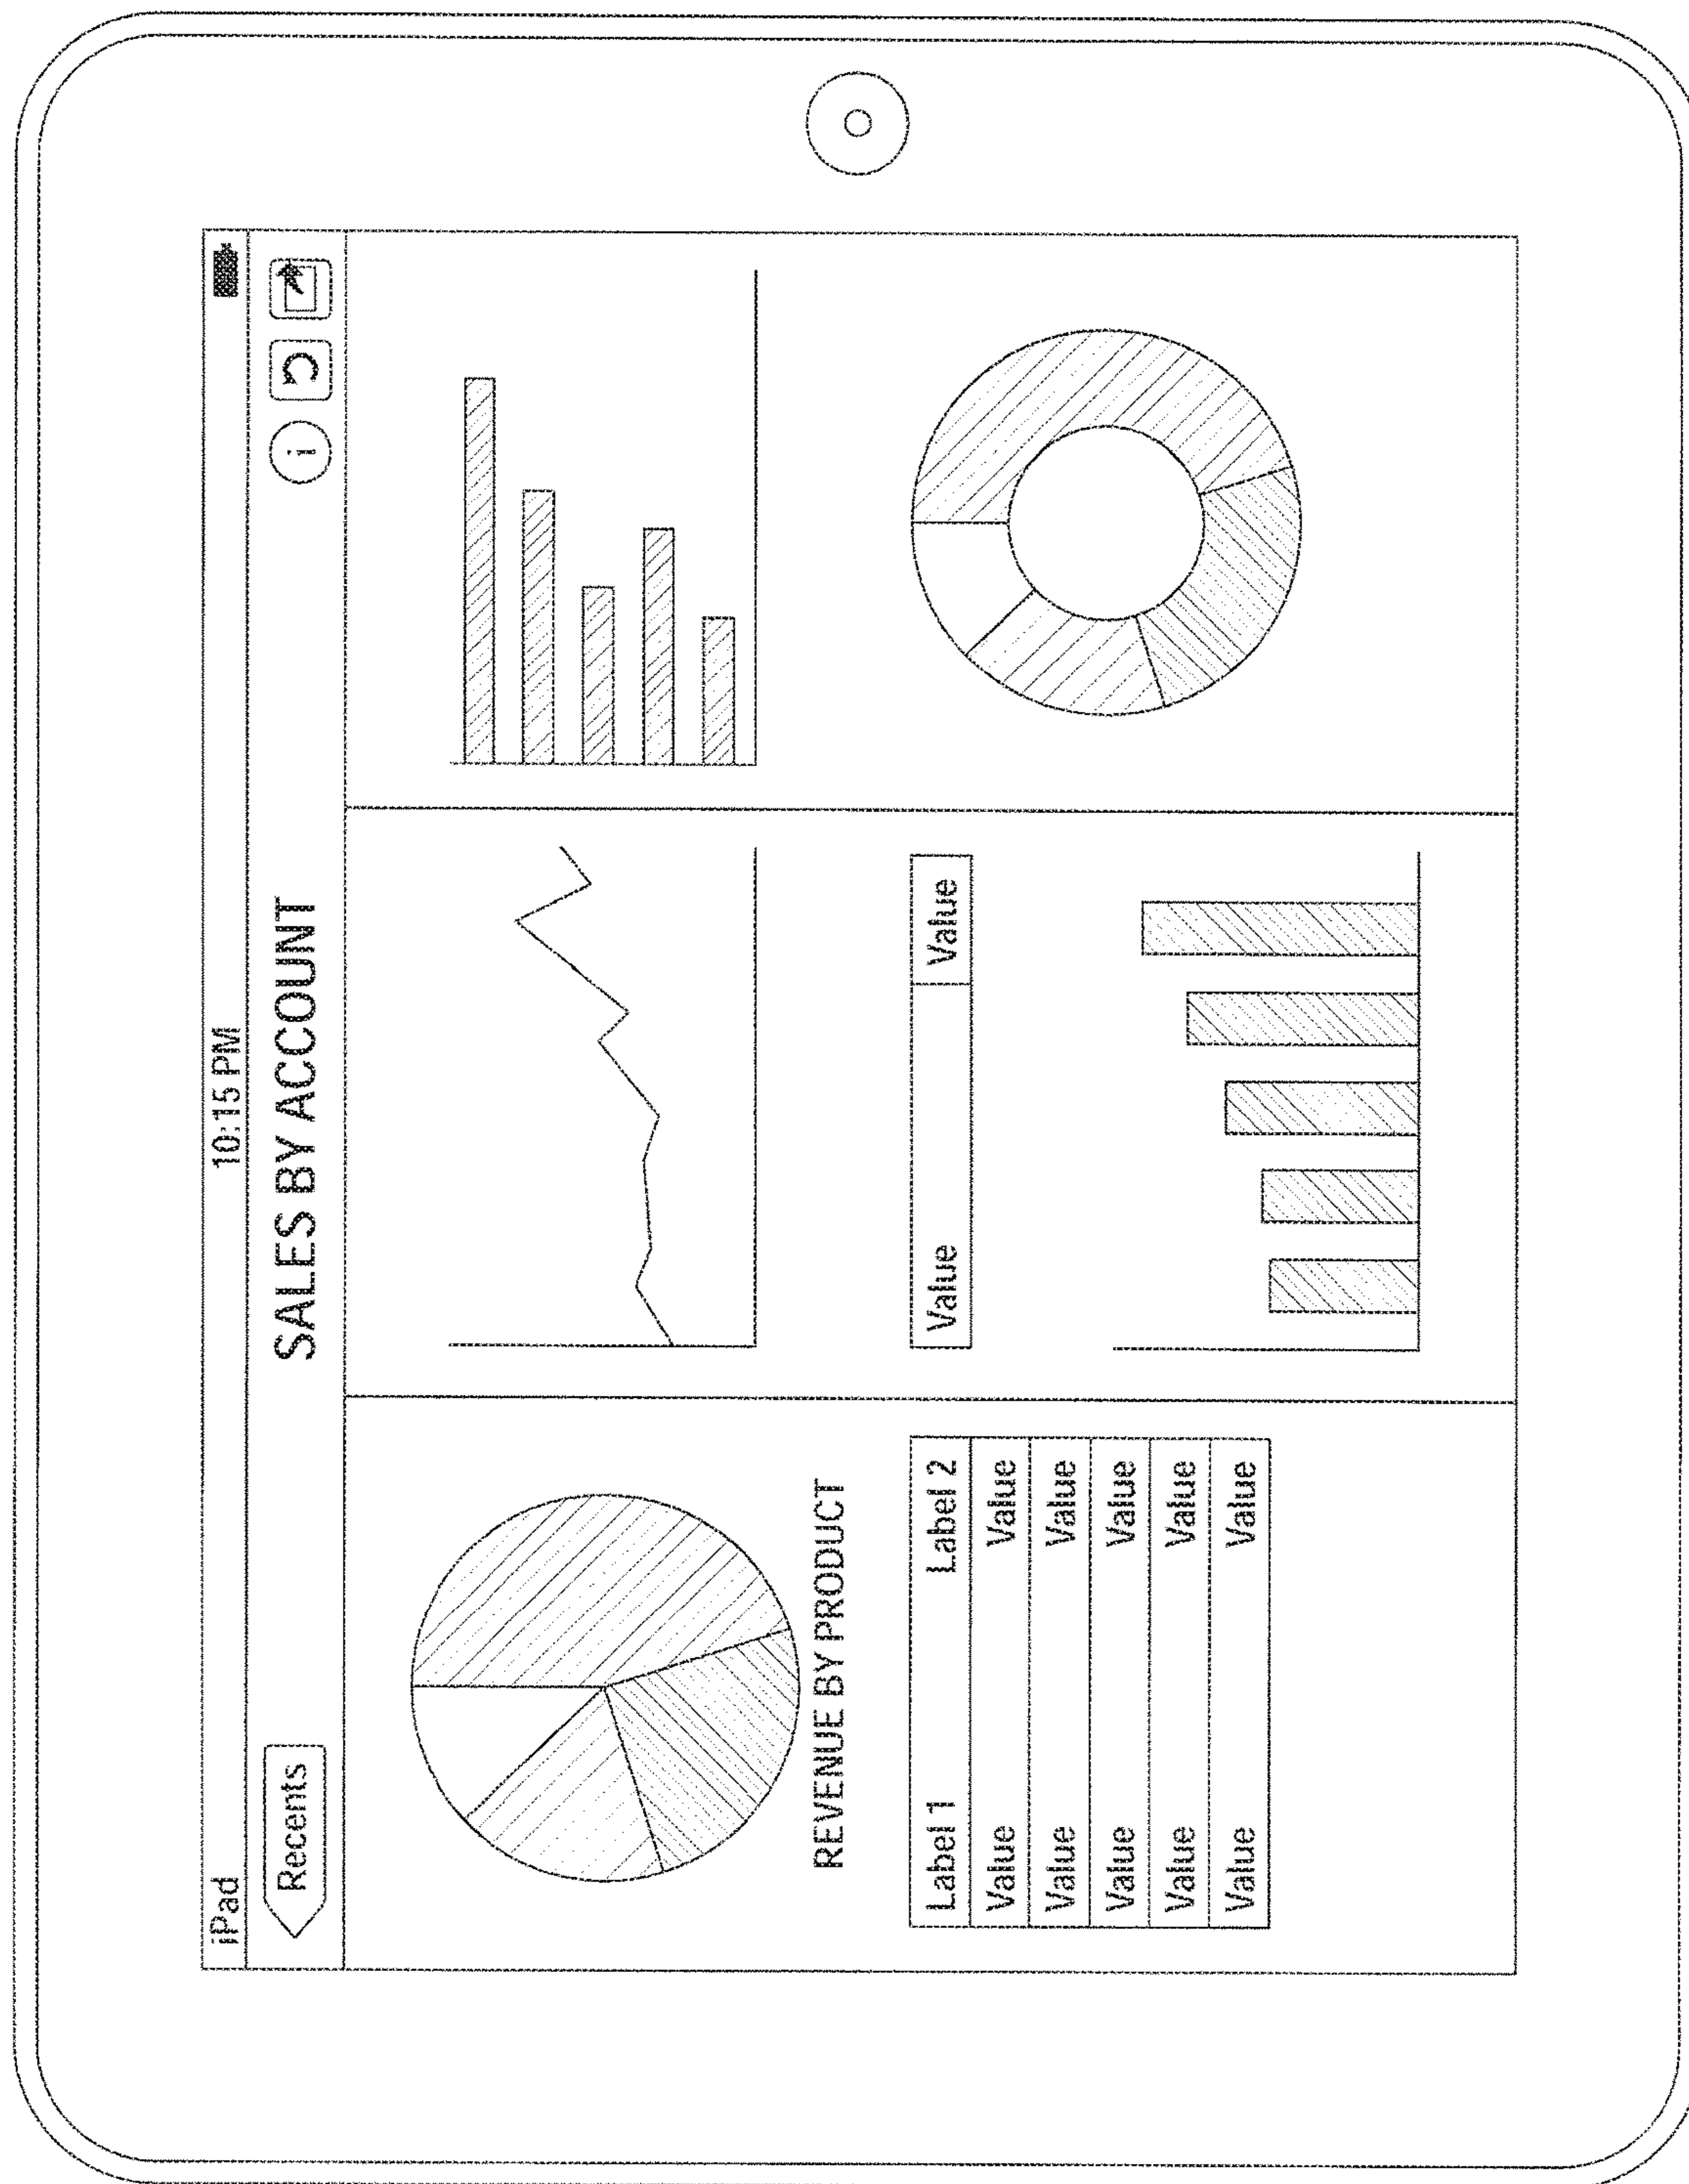 iPad 10:15 PM
Recents SALES BY ACCOUNT i
REVENUE BY PRODUCT
Label 1 Label 2
Value Value
Value Value
Value Value
Value Value
Value Value
Value Value